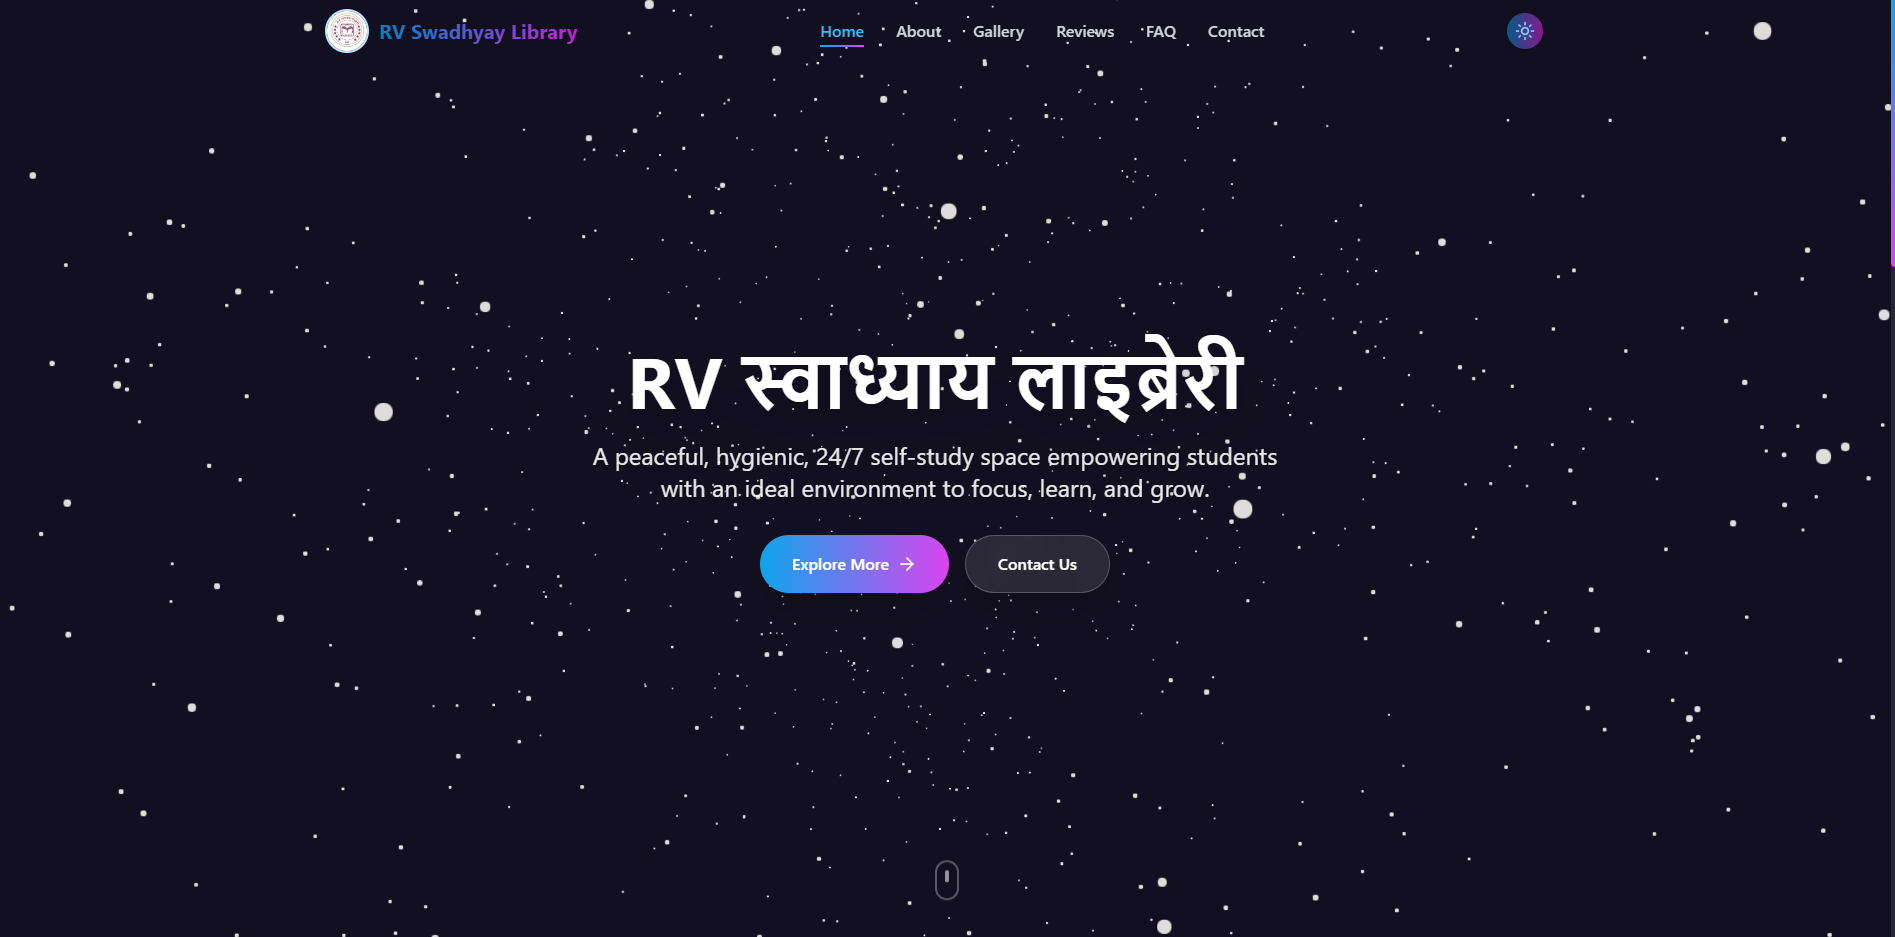 RV Swadhyay Library
Home About Gallery Reviews FAQ Contact
RV स्वाध्याय लाइब्रेरी
A peaceful, hygienic, 24/7 self-study space empowering students
with an ideal environment to focus, learn, and grow.
Explore More →
Contact Us